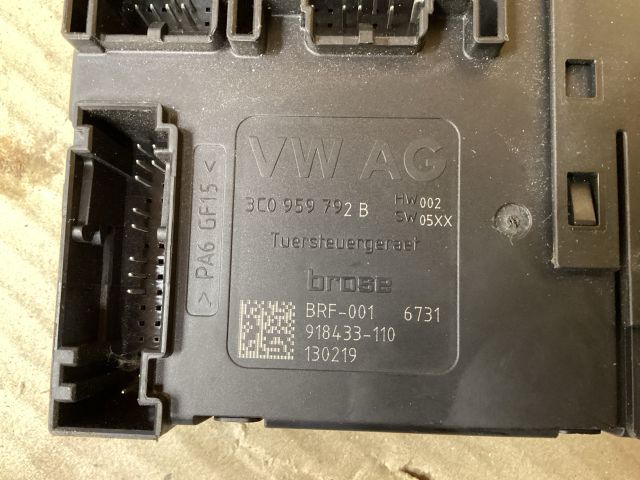 VW AG
3C0 959 792 B HW 002
SW 05XX
Tuersteuergeraet
brose
BRF-001 6731
918433-110
130219
> PA6 GF15 <